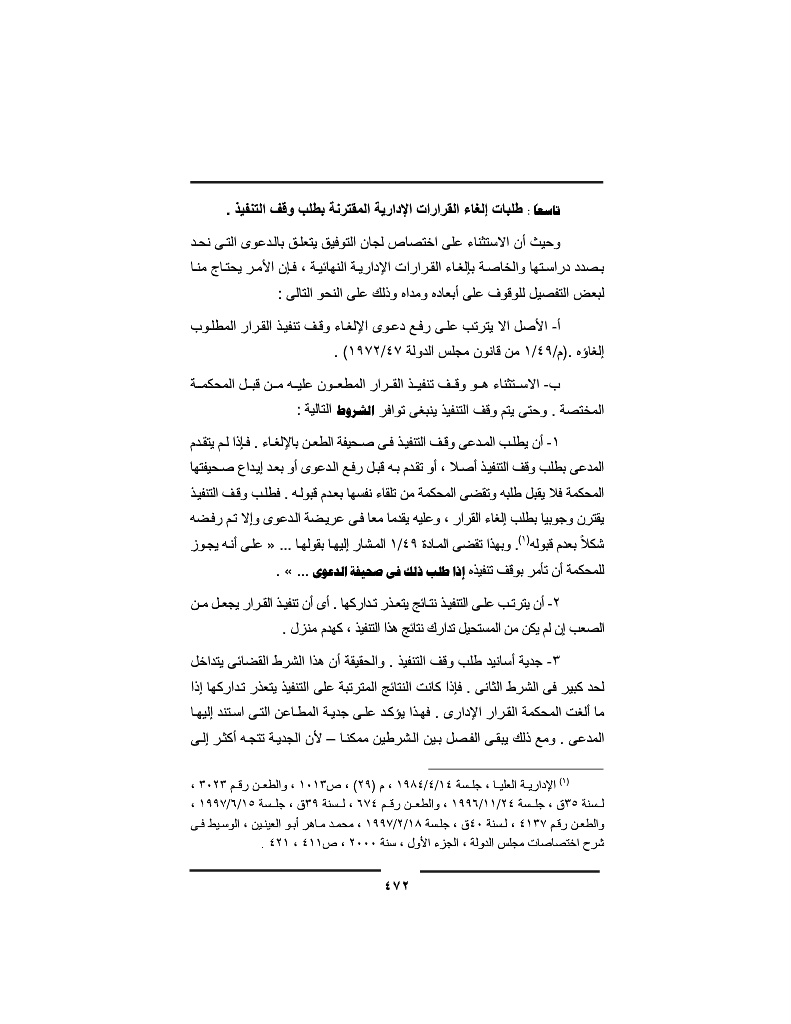 تاسعا : طلبات إلغاء القرارات الإدارية المقترنة بطلب وقف التنفيذ .
وحيث أن الاستثناء على اختصاص لجان التوفيق يتعلق بالدعوى التى نحد
بصدد دراستها والخاصة بإلغاء القرارات الإدارية النهائية ، فإن الأمر يحتاج منا
لبعض التفصيل للوقوف على أبعاده ومداه وذلك على النحو التالى :
أ- الأصل الا يترتب على رفع دعوى الإلغاء وقف تنفيذ القرار المطلوب
إلغاؤه .(م/١/٤٩ من قانون مجلس الدولة ١٩٧٢/٤٧) .
ب- الاستثناء هو وقف تنفيذ القرار المطعون عليه من قبل المحكمة
المختصة . وحتى يتم وقف التنفيذ ينبغى توافر الشروط التالية :
١- أن يطلب المدعى وقف التنفيذ فى صحيفة الطعن بالإلغاء . فإذا لم يتقدم
المدعى بطلب وقف التنفيذ أصلا ، أو تقدم به قبل رفع الدعوى أو بعد إيداع صحيفتها
المحكمة فلا يقبل طلبه وتقضى المحكمة من تلقاء نفسها بعدم قبوله . فطلب وقف التنفيذ
يقترن وجوبيا بطلب إلغاء القرار ، وعليه يقدما معا فى عريضة الدعوى وإلا تم رفضه
شكلاً بعدم قبوله(١). وبهذا تقضى المادة ١/٤٩ المشار إليها بقولها ... « على أنه يجوز
للمحكمة أن تأمر بوقف تنفيذه إذا طلب ذلك فى صحيفة الدعوى ... » .
٢- أن يترتب على التنفيذ نتائج يتعذر تداركها . أى أن تنفيذ القرار يجعل من
الصعب إن لم يكن من المستحيل تدارك نتائج هذا التنفيذ ، كهدم منزل .
٣- جدية أسانيد طلب وقف التنفيذ . والحقيقة أن هذا الشرط القضائى يتداخل
لحد كبير فى الشرط الثانى . فإذا كانت النتائج المترتبة على التنفيذ يتعذر تداركها إذا
ما ألغت المحكمة القرار الإدارى . فهذا يؤكد على جدية المطاعن التى استند إليها
المدعى . ومع ذلك يبقى الفصل بين الشرطين ممكنا – لأن الجدية تتجه أكثر إلى
(١) الإدارية العليا ، جلسة ١٩٨٤/٤/١٤ ، م (٢٩) ، ص١٠١٣ ، والطعن رقم ٣٠٢٣ ،
لسنة ٣٥ق ، جلسة ١٩٩٦/١١/٢٤ ، والطعن رقم ٦٧٤ ، لسنة ٣٩ق ، جلسة ١٩٩٧/٦/١٥ ،
والطعن رقم ٤١٣٧ ، لسنة ٤٠ق ، جلسة ١٩٩٧/٢/١٨ ، محمد ماهر أبو العينين ، الوسيط فى
شرح اختصاصات مجلس الدولة ، الجزء الأول ، سنة ٢٠٠٠ ، ص٤١١ ، ٤٢١ .
٤٧٢